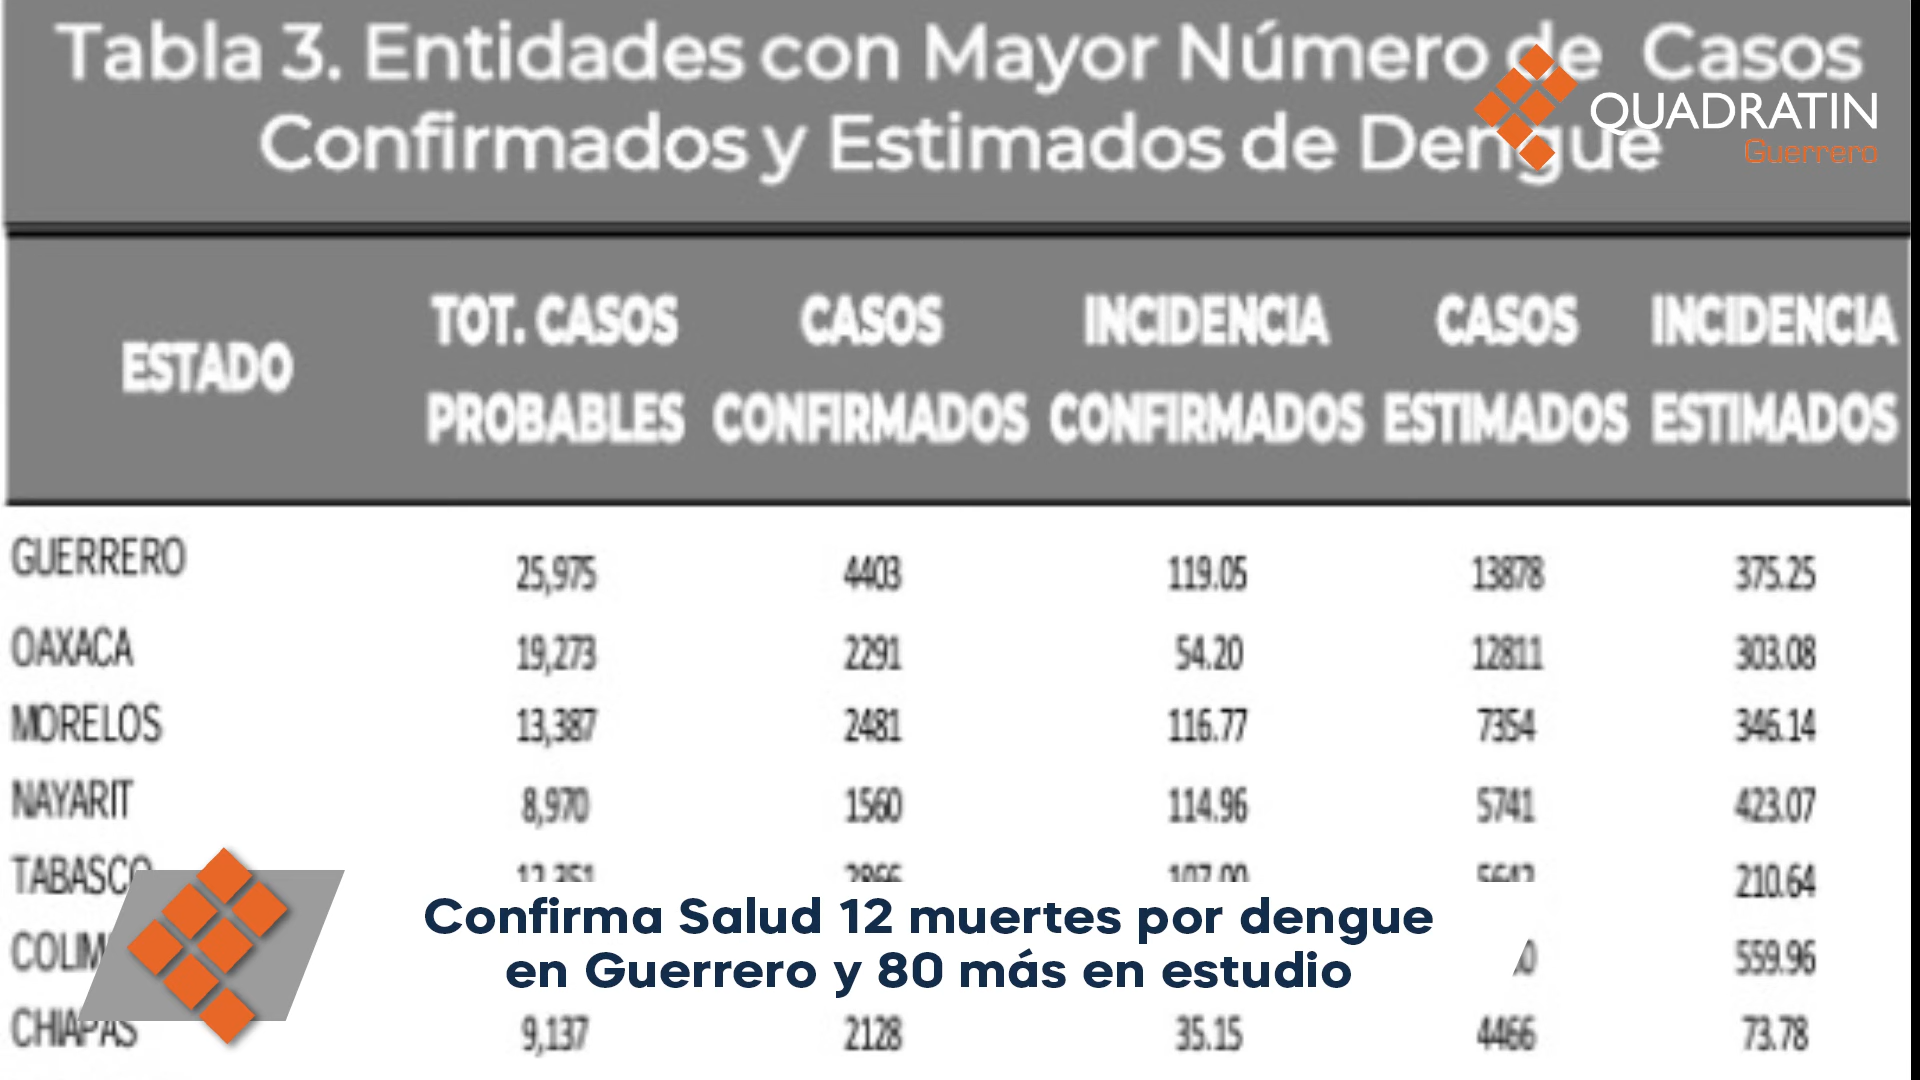 Tabla 3. Entidades con Mayor Número de Casos
Confirmados y Estimados de Dengue
QUADRATIN
Guerrero
ESTADO TOT. CASOS PROBABLES CASOS CONFIRMADOS INCIDENCIA CONFIRMADOS CASOS ESTIMADOS INCIDENCIA ESTIMADOS
GUERRERO 25,975 4403 119.05 13878 375.25
OAXACA 19,273 2291 54.20 12811 303.08
MORELOS 13,387 2481 116.77 7354 346.14
NAYARIT 8,970 1560 114.96 5741 423.07
TABASCO 210.64
559.96
CHIAPAS 9,137 2128 35.15 4466 73.78
Confirma Salud 12 muertes por dengue
en Guerrero y 80 más en estudio